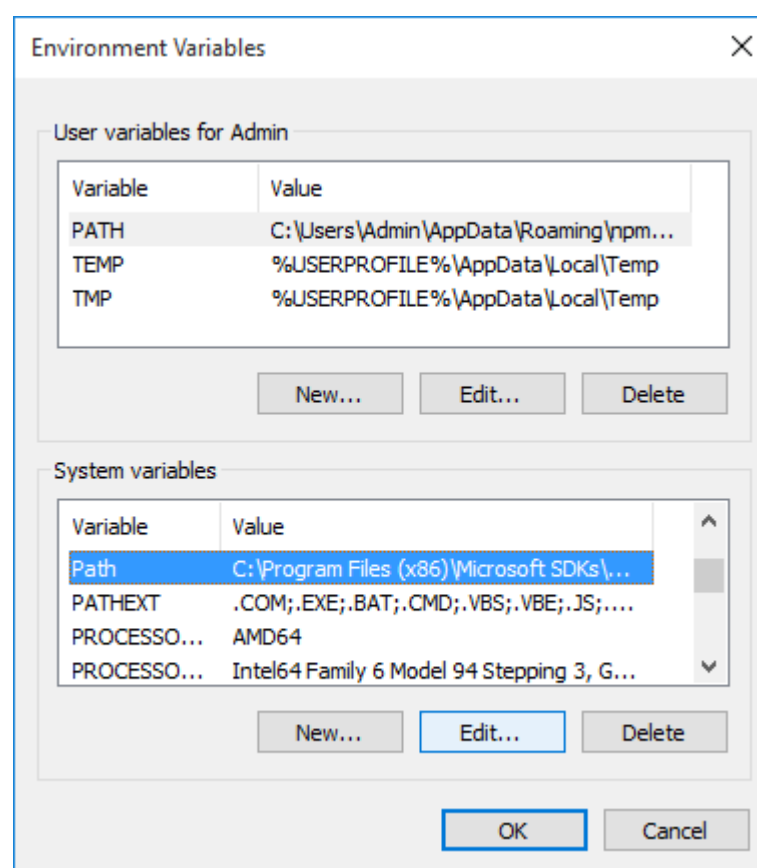 Environment Variables
User variables for Admin
Variable Value
PATH C:\Users\Admin\AppData\Roaming\npm...
TEMP %USERPROFILE%\AppData\Local\Temp
TMP %USERPROFILE%\AppData\Local\Temp
New... Edit... Delete
System variables
Variable Value
Path C:\Program Files (x86)\Microsoft SDKs\...
PATHEXT .COM;.EXE;.BAT;.CMD;.VBS;.VBE;.JS;....
PROCESSO... AMD64
PROCESSO... Intel64 Family 6 Model 94 Stepping 3, G...
New... Edit... Delete
OK Cancel